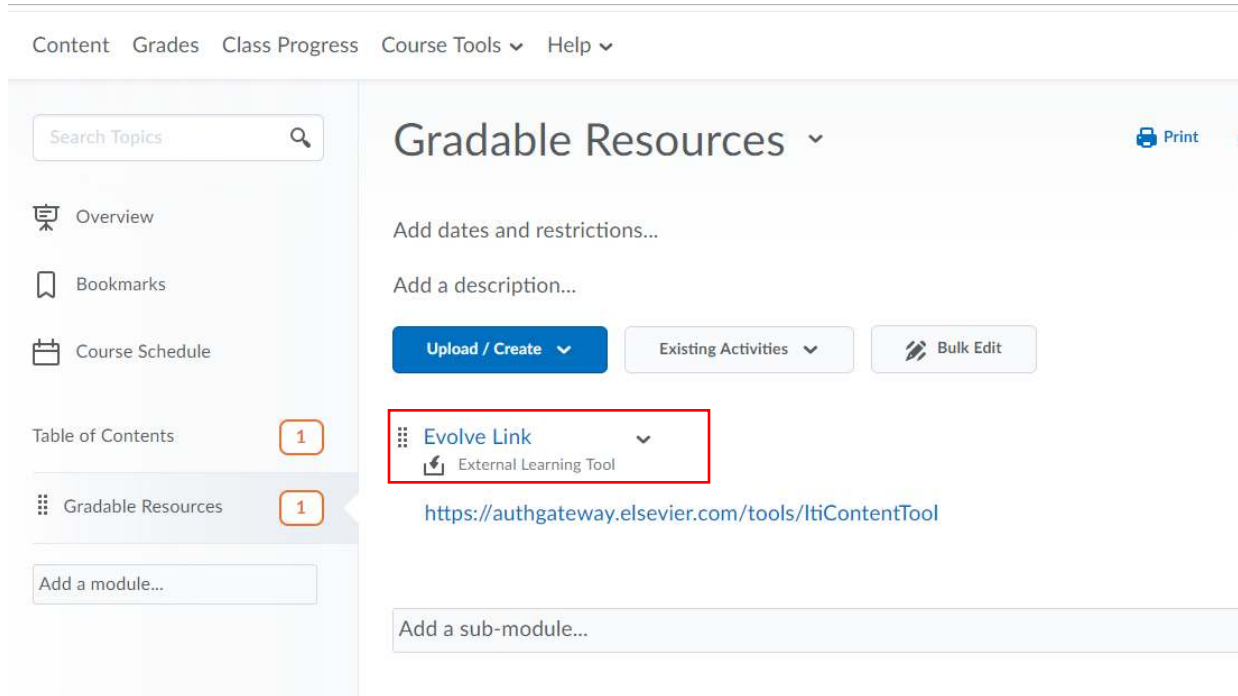 Content Grades Class Progress Course Tools Help
Search Topics
Overview
Bookmarks
Course Schedule
Table of Contents 1
Gradable Resources 1
Add a module...
Gradable Resources
Print
Add dates and restrictions...
Add a description...
Upload / Create Existing Activities Bulk Edit
Evolve Link
External Learning Tool
https://authgateway.elsevier.com/tools/ltiContentTool
Add a sub-module...